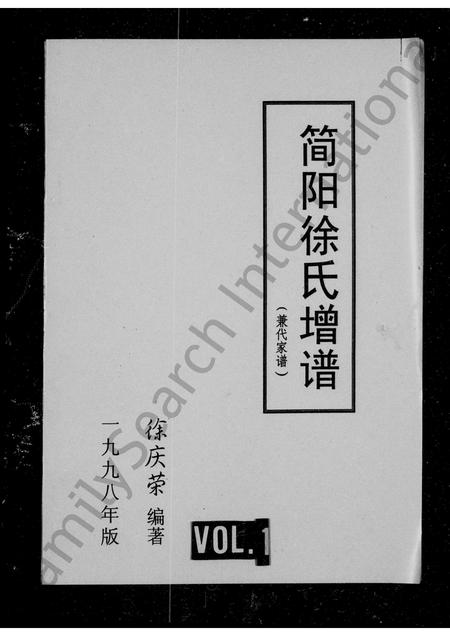 简阳徐氏增谱
（兼代家谱）
徐庆荣 编著
一九九八年版
VOL.1
FamilySearch International